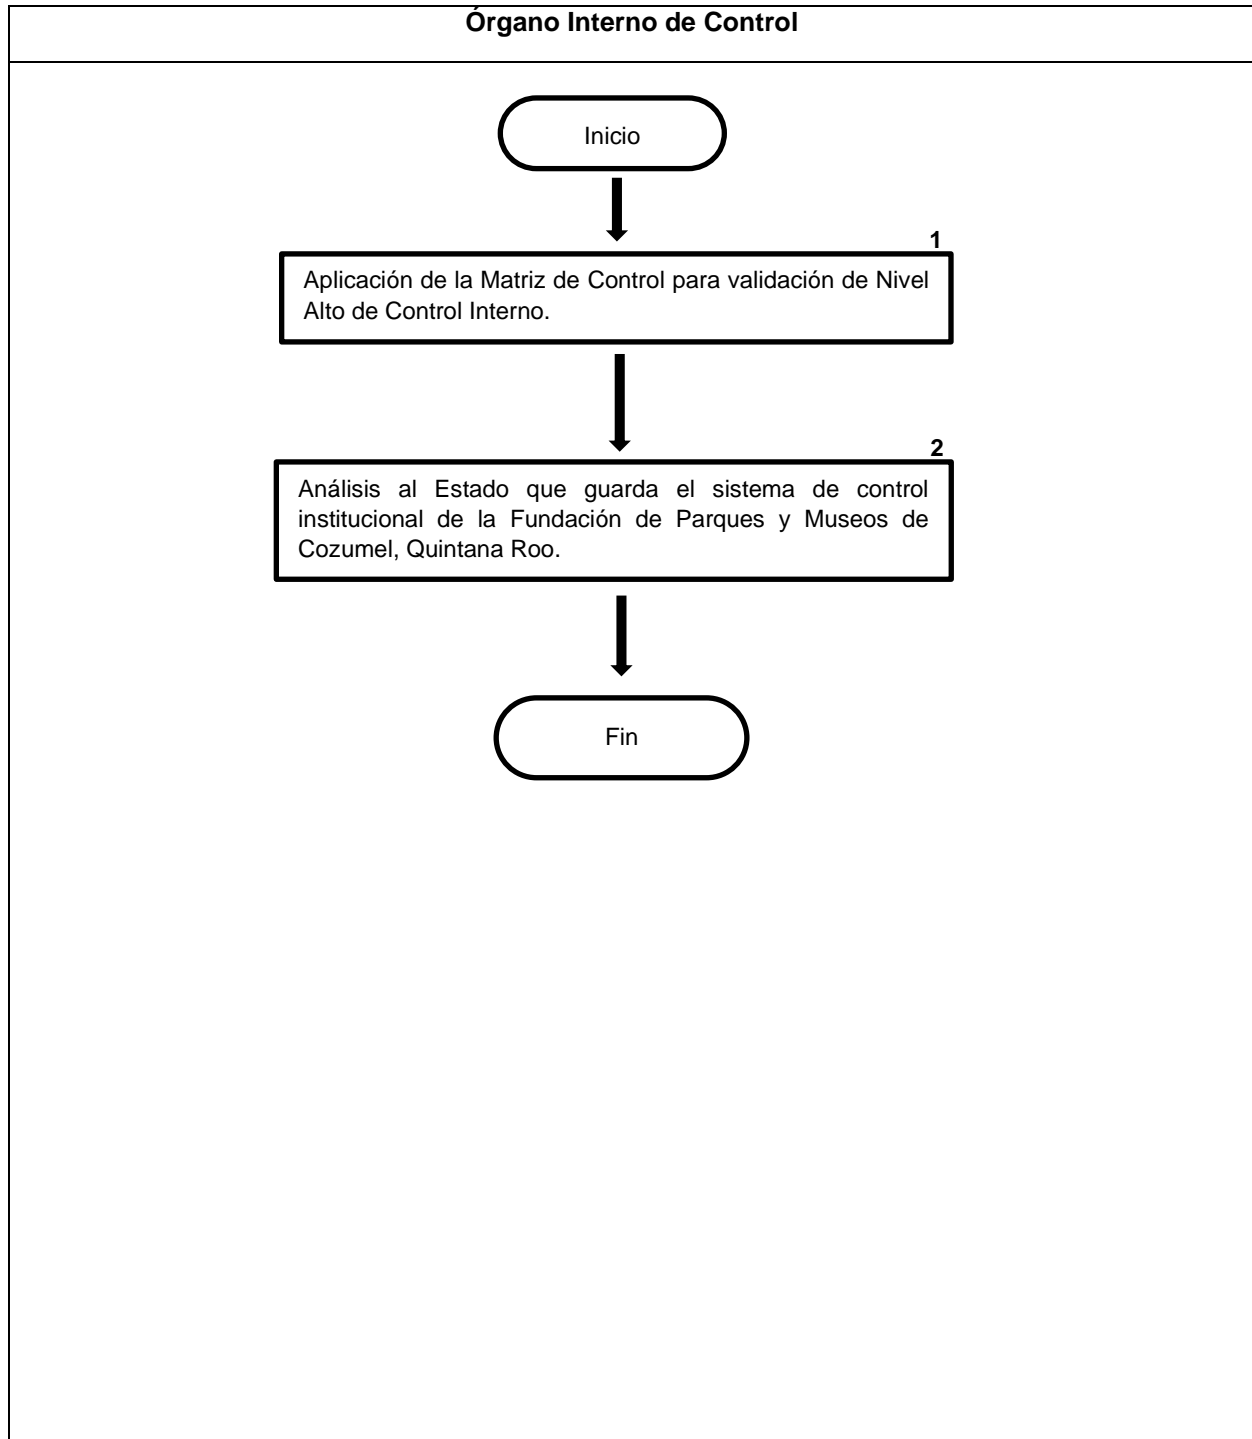 Órgano Interno de Control
Inicio
1
Aplicación de la Matriz de Control para validación de Nivel
Alto de Control Interno.
2
Análisis al Estado que guarda el sistema de control
institucional de la Fundación de Parques y Museos de
Cozumel, Quintana Roo.
Fin